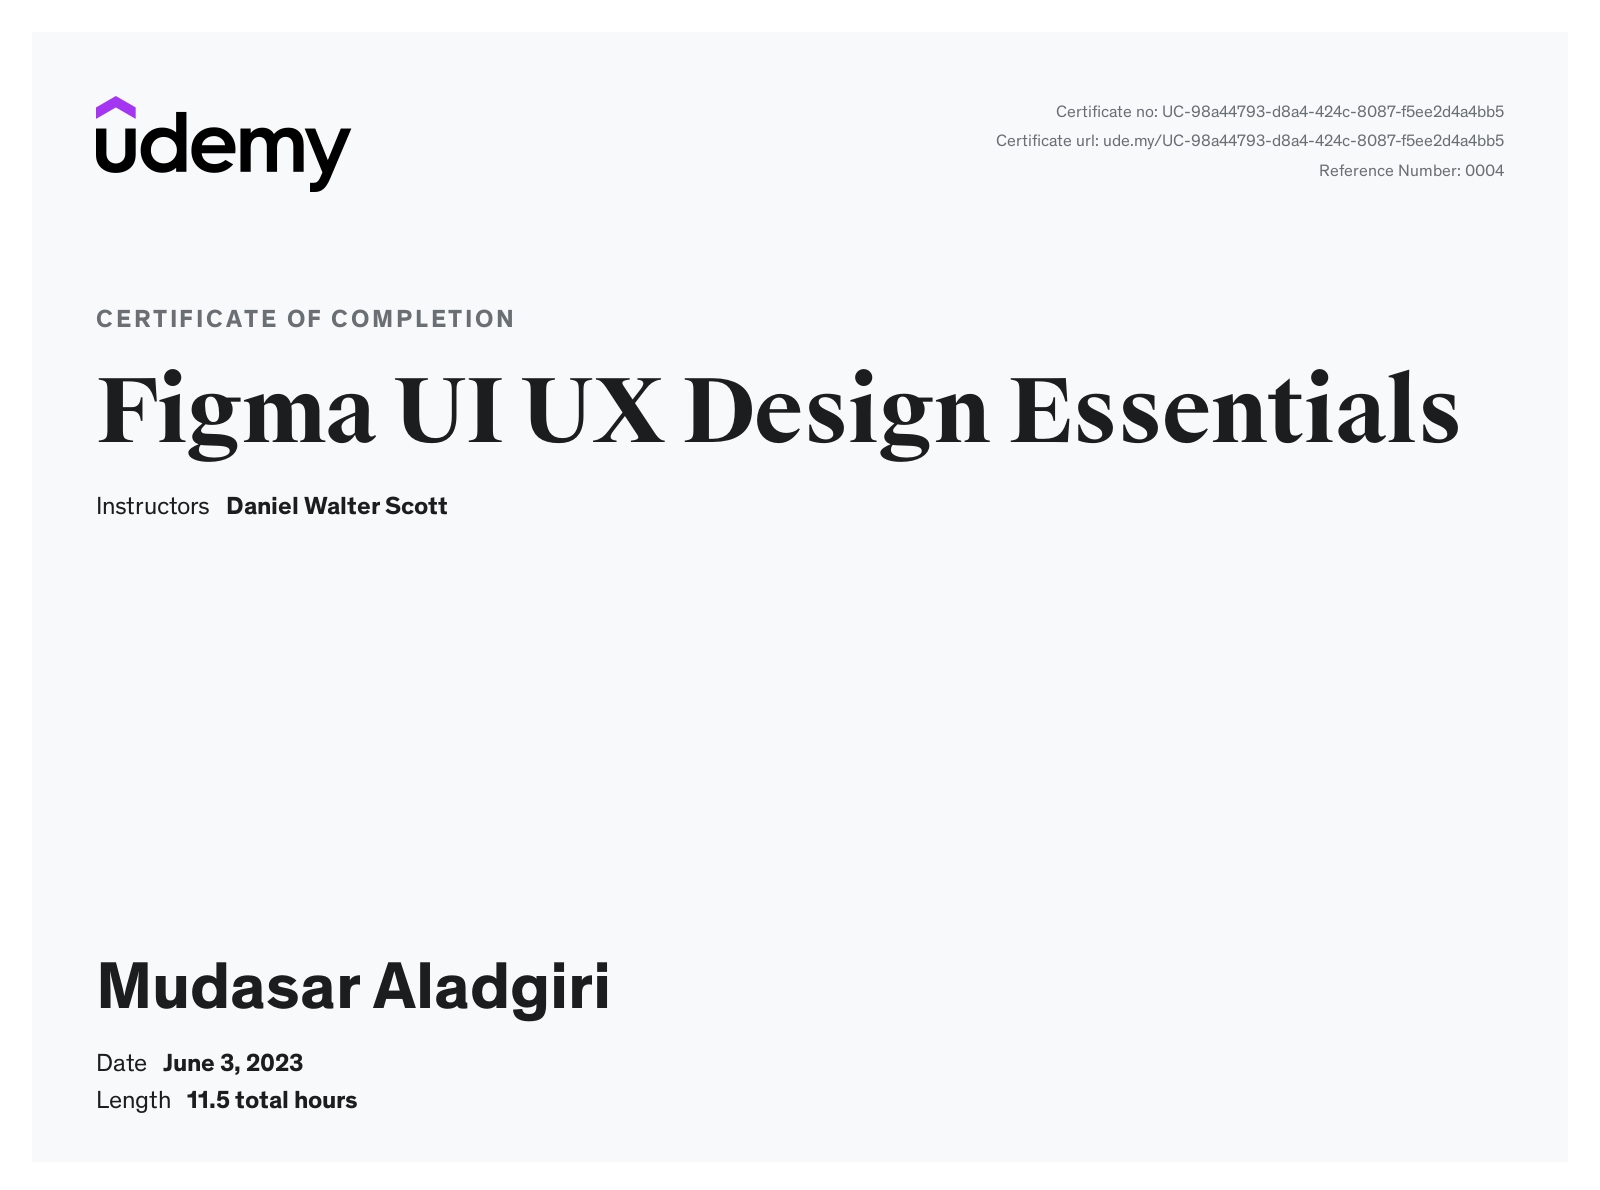 udemy
Certificate no: UC-98a44793-d8a4-424c-8087-f5ee2d4a4bb5
Certificate url: ude.my/UC-98a44793-d8a4-424c-8087-f5ee2d4a4bb5
Reference Number: 0004
CERTIFICATE OF COMPLETION
Figma UI UX Design Essentials
Instructors Daniel Walter Scott
Mudasar Aladgiri
Date June 3, 2023
Length 11.5 total hours